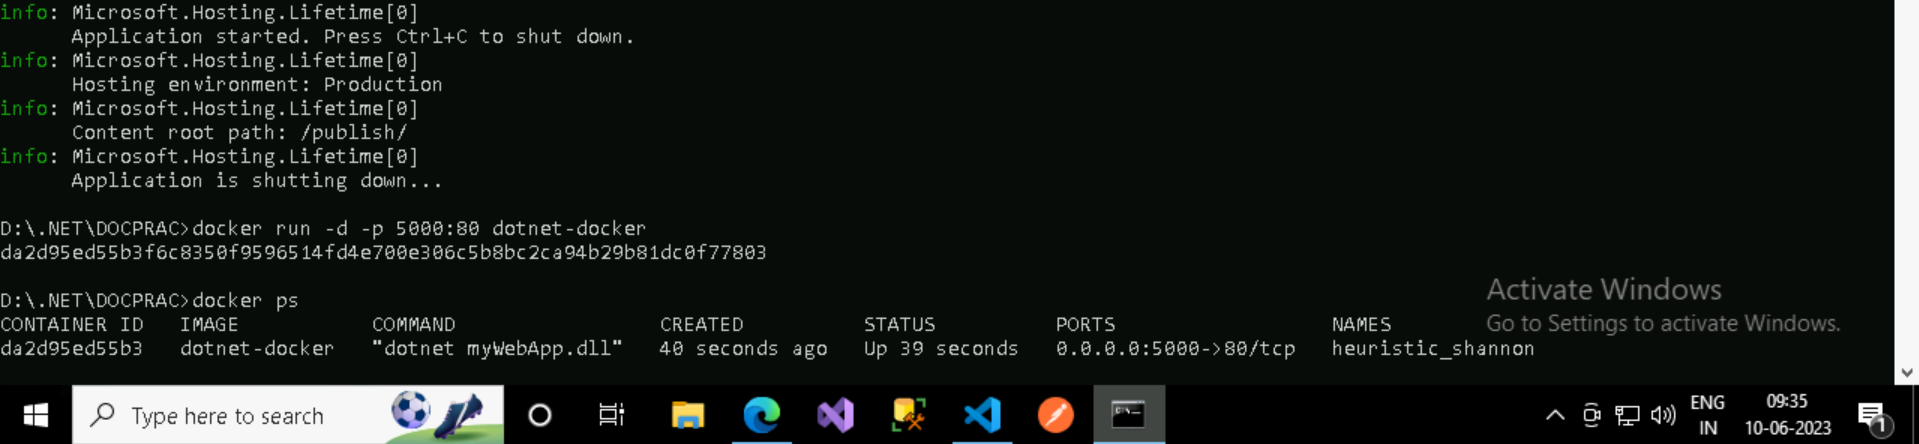 info: Microsoft.Hosting.Lifetime[0]
Application started. Press Ctrl+C to shut down.
info: Microsoft.Hosting.Lifetime[0]
Hosting environment: Production
info: Microsoft.Hosting.Lifetime[0]
Content root path: /publish/
info: Microsoft.Hosting.Lifetime[0]
Application is shutting down...
D:\.NET\DOCPRAC>docker run -d -p 5000:80 dotnet-docker
da2d95ed55b3f6c8350f9596514fd4e700e306c5b8bc2ca94b29b81dc0f77803
D:\.NET\DOCPRAC>docker ps
CONTAINER ID IMAGE COMMAND CREATED STATUS PORTS NAMES
da2d95ed55b3 dotnet-docker "dotnet myWebApp.dll" 40 seconds ago Up 39 seconds 0.0.0.0:5000->80/tcp heuristic_shannon
Activate Windows
Go to Settings to activate Windows.
Type here to search
ENG
IN
09:35
10-06-2023
1